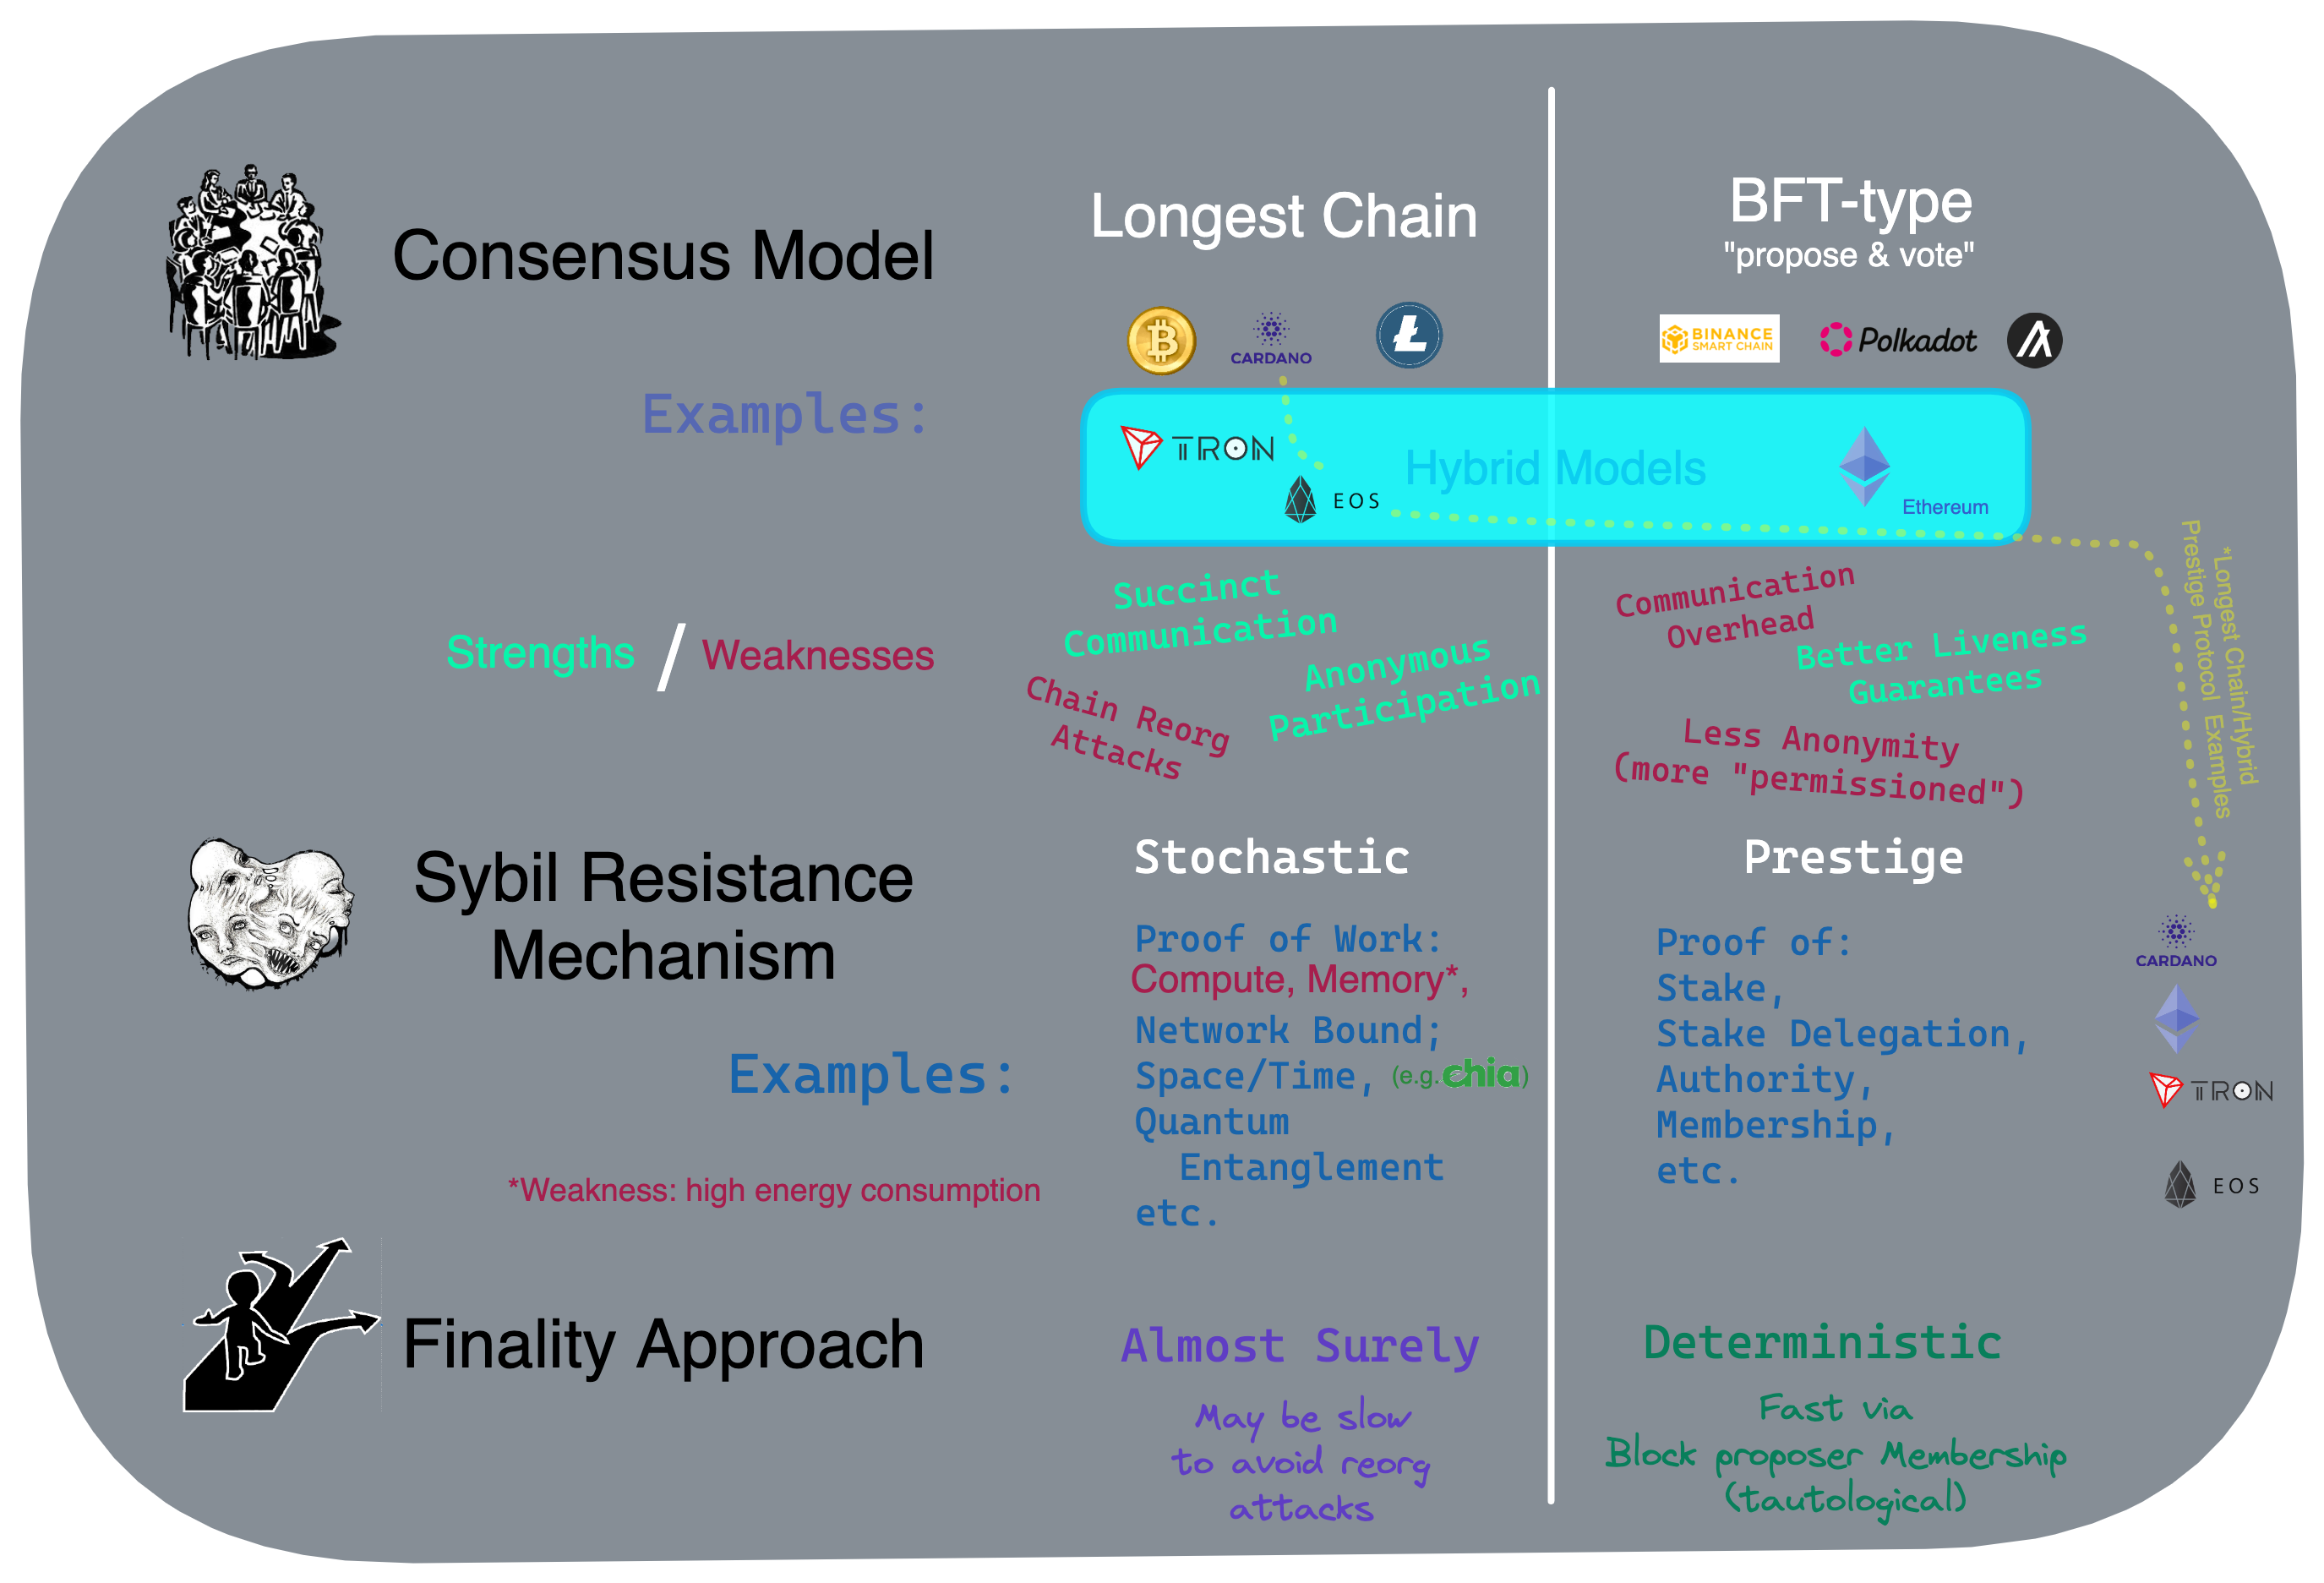 Consensus Model
Longest Chain
BFT-type
"propose & vote"
Examples:
CARDANO
BINANCE
SMART CHAIN
Polkadot
TRON
EOS
Hybrid Models
Ethereum
Strengths / Weaknesses
Succinct
Communication
Anonymous
Participation
Chain Reorg
Attacks
Communication
Overhead
Better Liveness
Guarantees
Less Anonymity
(more "permissioned")
*Longest Chain/Hybrid
Prestige Protocol Examples
Sybil Resistance
Mechanism
Examples:
*Weakness: high energy consumption
Stochastic
Proof of Work:
Compute, Memory*,
Network Bound;
Space/Time, (e.g. chia)
Quantum
Entanglement
etc.
Prestige
Proof of:
Stake,
Stake Delegation,
Authority,
Membership,
etc.
CARDANO
TRON
EOS
Finality Approach
Almost Surely
May be slow
to avoid reorg
attacks
Deterministic
Fast via
Block proposer Membership
(tautological)